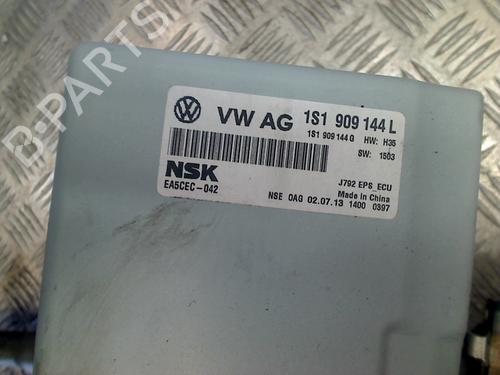 VW AG 1S1 909 144 L
1S1 909 144 G HW: H35
SW: 1503
NSK
EA5CEC-042
J792 EPS_ECU
Made in China
NSE OAG 02.07.13 1400 0397
B-PARTS